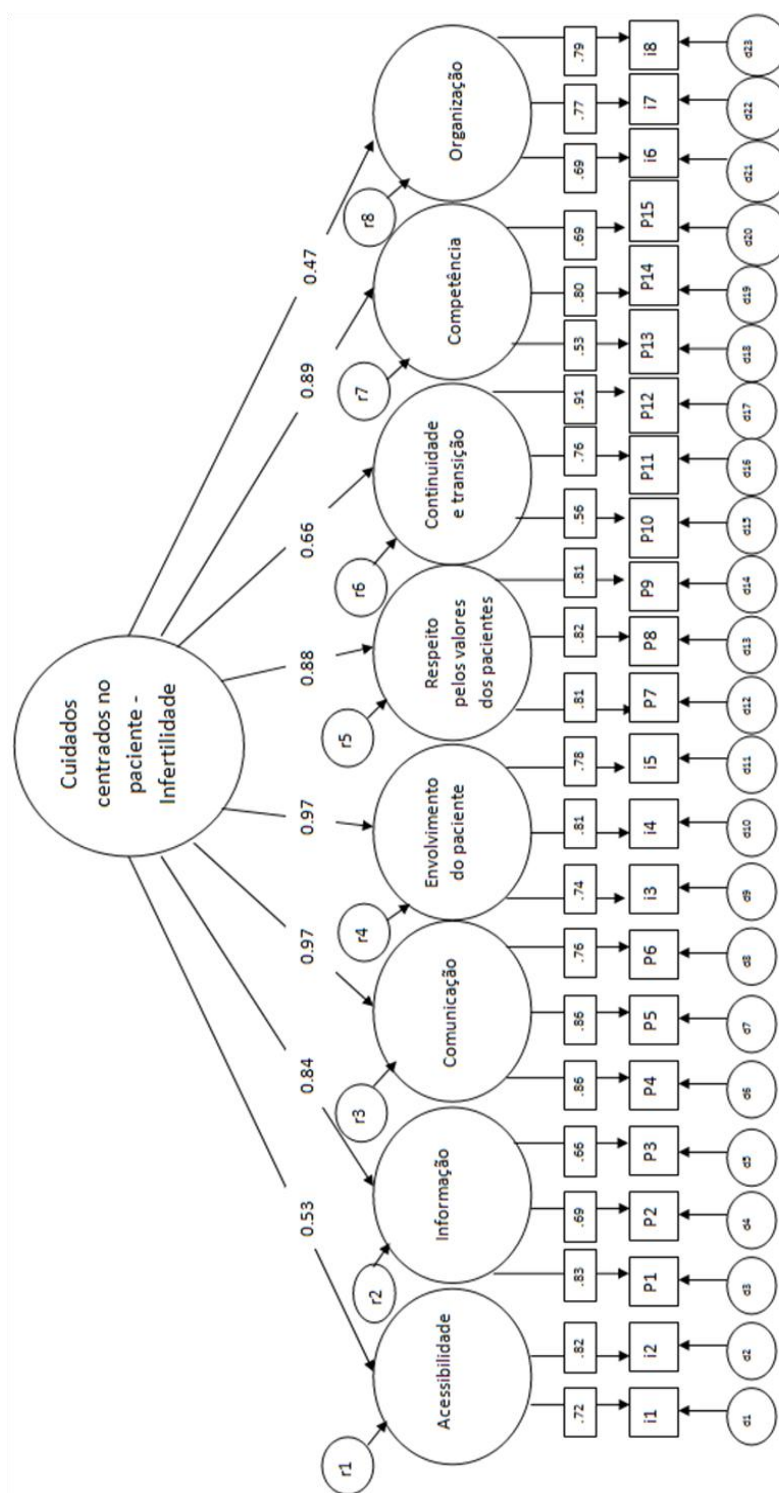 Cuidados
centrados no
paciente -
Infertilidade
0.53
0.84
0.97
0.97
0.88
0.66
0.89
0.47
r1
r2
r3
r4
r5
r6
r7
r8
Acessibilidade
Informação
Comunicação
Envolvimento
do paciente
Respeito
pelos valores
dos pacientes
Continuidade
e transição
Competência
Organização
.72
.82
.83
.69
.66
.86
.86
.76
.74
.81
.78
.81
.82
.81
.56
.76
.91
.53
.80
.69
.69
.77
.79
i1
i2
P1
P2
P3
P4
P5
P6
i3
i4
i5
P7
P8
P9
P10
P11
P12
P13
P14
P15
i6
i7
i8
d1
d2
d3
d4
d5
d6
d7
d8
d9
d10
d11
d12
d13
d14
d15
d16
d17
d18
d19
d20
d21
d22
d23